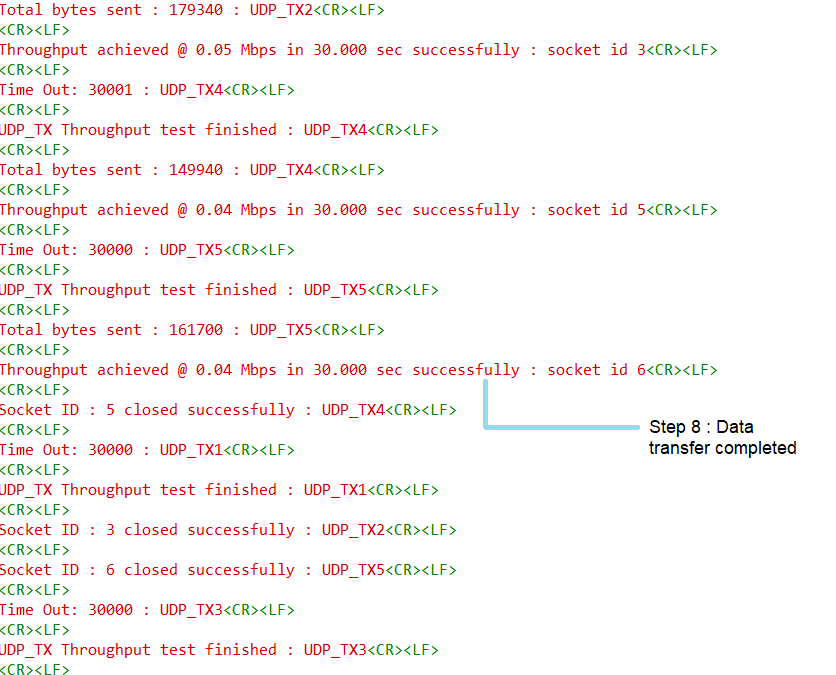 Total bytes sent : 179340 : UDP_TX2<CR><LF>
<CR><LF>
Throughput achieved @ 0.05 Mbps in 30.000 sec successfully : socket id 3<CR><LF>
<CR><LF>
Time Out: 30001 : UDP_TX4<CR><LF>
<CR><LF>
UDP_TX Throughput test finished : UDP_TX4<CR><LF>
<CR><LF>
Total bytes sent : 149940 : UDP_TX4<CR><LF>
<CR><LF>
Throughput achieved @ 0.04 Mbps in 30.000 sec successfully : socket id 5<CR><LF>
<CR><LF>
Time Out: 30000 : UDP_TX5<CR><LF>
<CR><LF>
UDP_TX Throughput test finished : UDP_TX5<CR><LF>
<CR><LF>
Total bytes sent : 161700 : UDP_TX5<CR><LF>
<CR><LF>
Throughput achieved @ 0.04 Mbps in 30.000 sec successfully : socket id 6<CR><LF>
<CR><LF>
Socket ID : 5 closed successfully : UDP_TX4<CR><LF>
<CR><LF>
Time Out: 30000 : UDP_TX1<CR><LF>
<CR><LF>
UDP_TX Throughput test finished : UDP_TX1<CR><LF>
<CR><LF>
Socket ID : 3 closed successfully : UDP_TX2<CR><LF>
<CR><LF>
Socket ID : 6 closed successfully : UDP_TX5<CR><LF>
<CR><LF>
Time Out: 30000 : UDP_TX3<CR><LF>
<CR><LF>
UDP_TX Throughput test finished : UDP_TX3<CR><LF>
<CR><LF>
Step 8 : Data
transfer completed